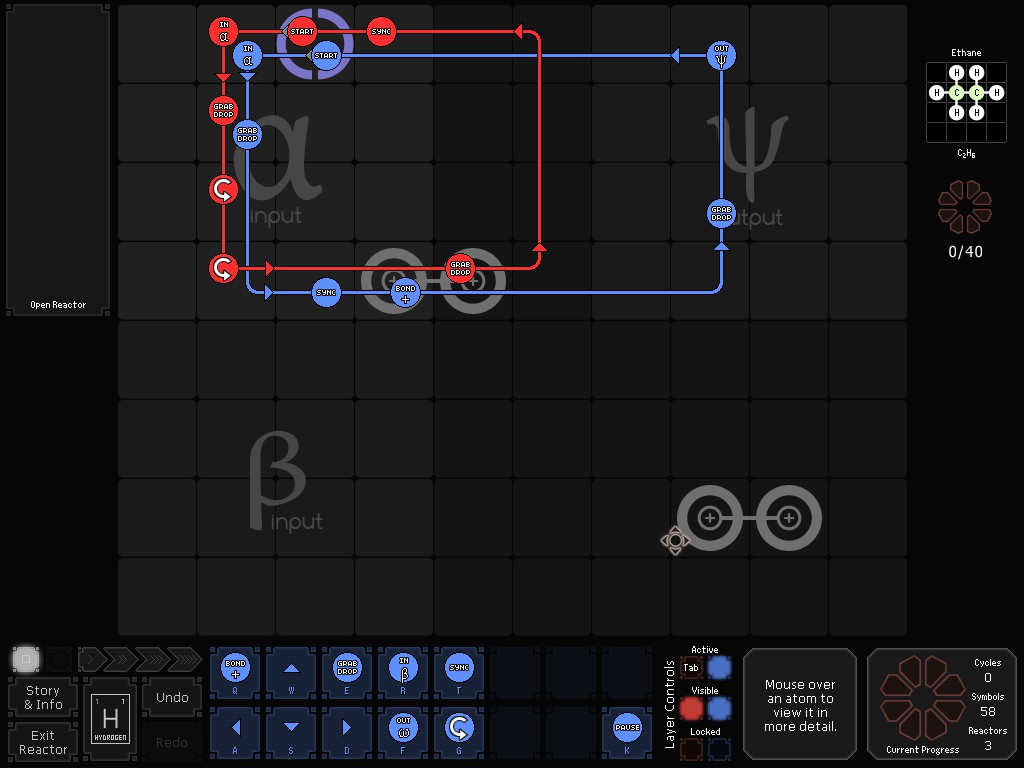 IN
α
START
SYNC
IN
α
START
OUT
ψ
GRAB
DROP
GRAB
DROP
α
input
ψ
GRAB
DROP
utput
GRAB
DROP
SYNC
BOND
+
β
input
Open Reactor
Ethane
H H
H C C H
H H
C₂H₆
0/40
Story
& Info
Exit
Reactor
1 1
H
HYDROGEN
Undo
Redo
BOND
+
Q
W
GRAB
DROP
E
IN
β
R
SYNC
T
A
S
D
OUT
ω
F
G
PAUSE
K
Layer Controls
Active
Tab
Visible
Locked
Mouse over
an atom to
view it in
more detail.
Cycles
0
Symbols
58
Reactors
3
Current Progress